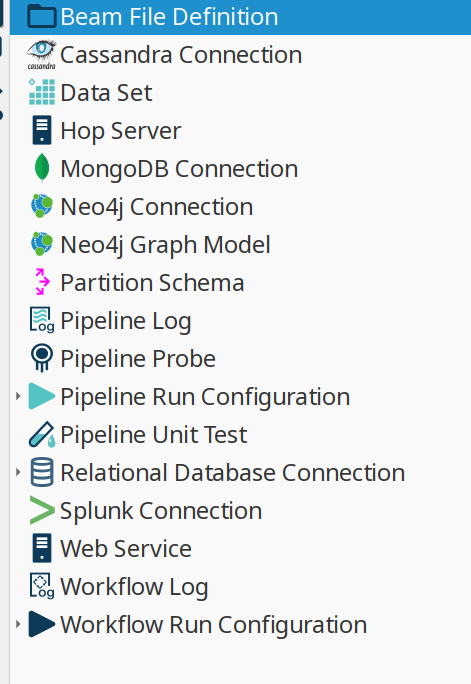 Beam File Definition
cassandra Cassandra Connection
Data Set
Hop Server
MongoDB Connection
Neo4j Connection
Neo4j Graph Model
Partition Schema
Log Pipeline Log
Pipeline Probe
Pipeline Run Configuration
Pipeline Unit Test
Relational Database Connection
Splunk Connection
Web Service
Log Workflow Log
Workflow Run Configuration